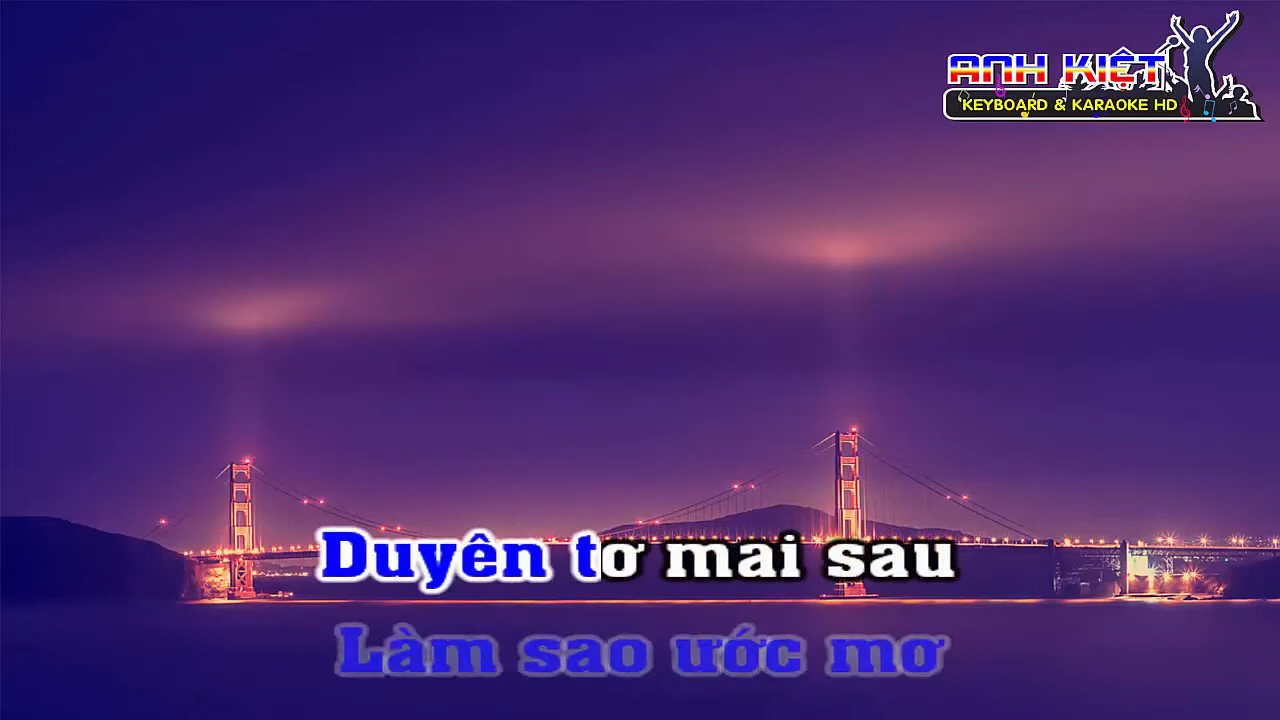 ANH KIỆT
KEYBOARD & KARAOKE HD
Duyên tơ mai sau
Làm sao ước mơ